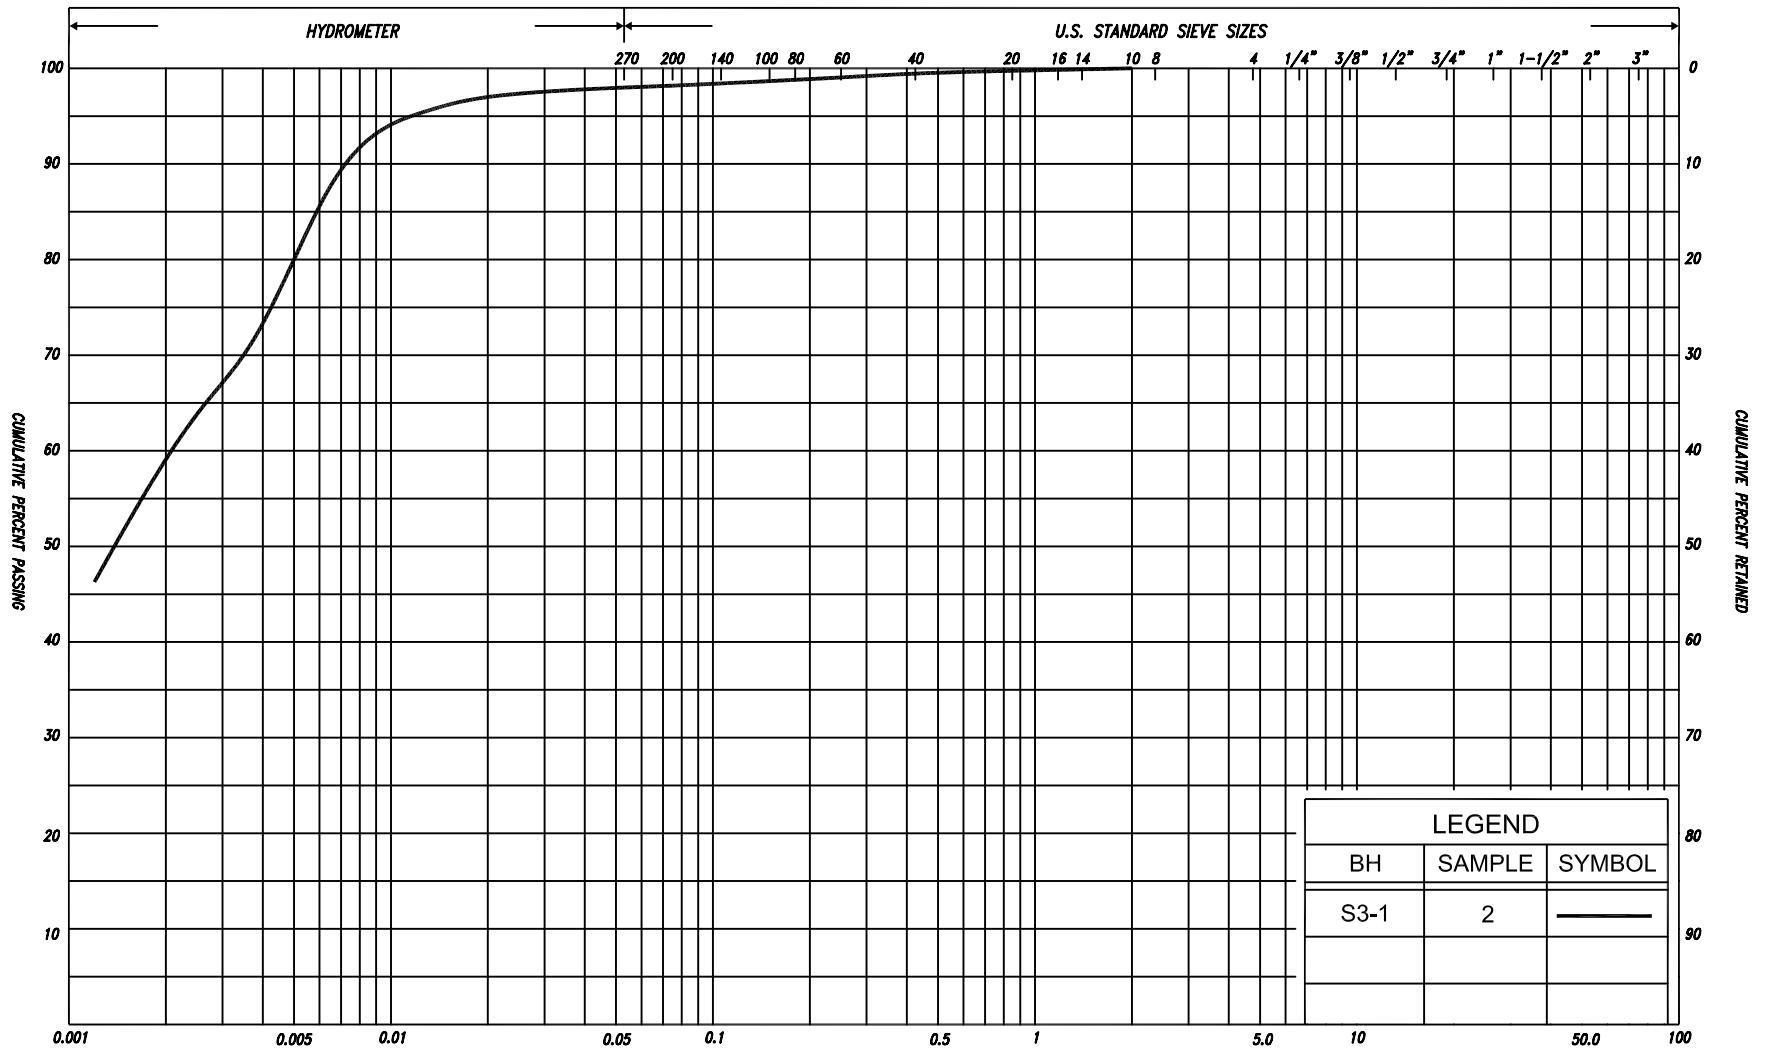 HYDROMETER
U.S. STANDARD SIEVE SIZES
270 200 140 100 80 60 40 20 16 14 10 8 4 1/4" 3/8" 1/2" 3/4" 1" 1-1/2" 2" 3"
100 0
90 10
80 20
70 30
60 40
50 50
40 60
30 70
20 80
10 90
CUMULATIVE PERCENT PASSING
CUMULATIVE PERCENT RETAINED
LEGEND
BH SAMPLE SYMBOL
S3-1 2
0.001 0.005 0.01 0.05 0.1 0.5 1 5.0 10 50.0 100